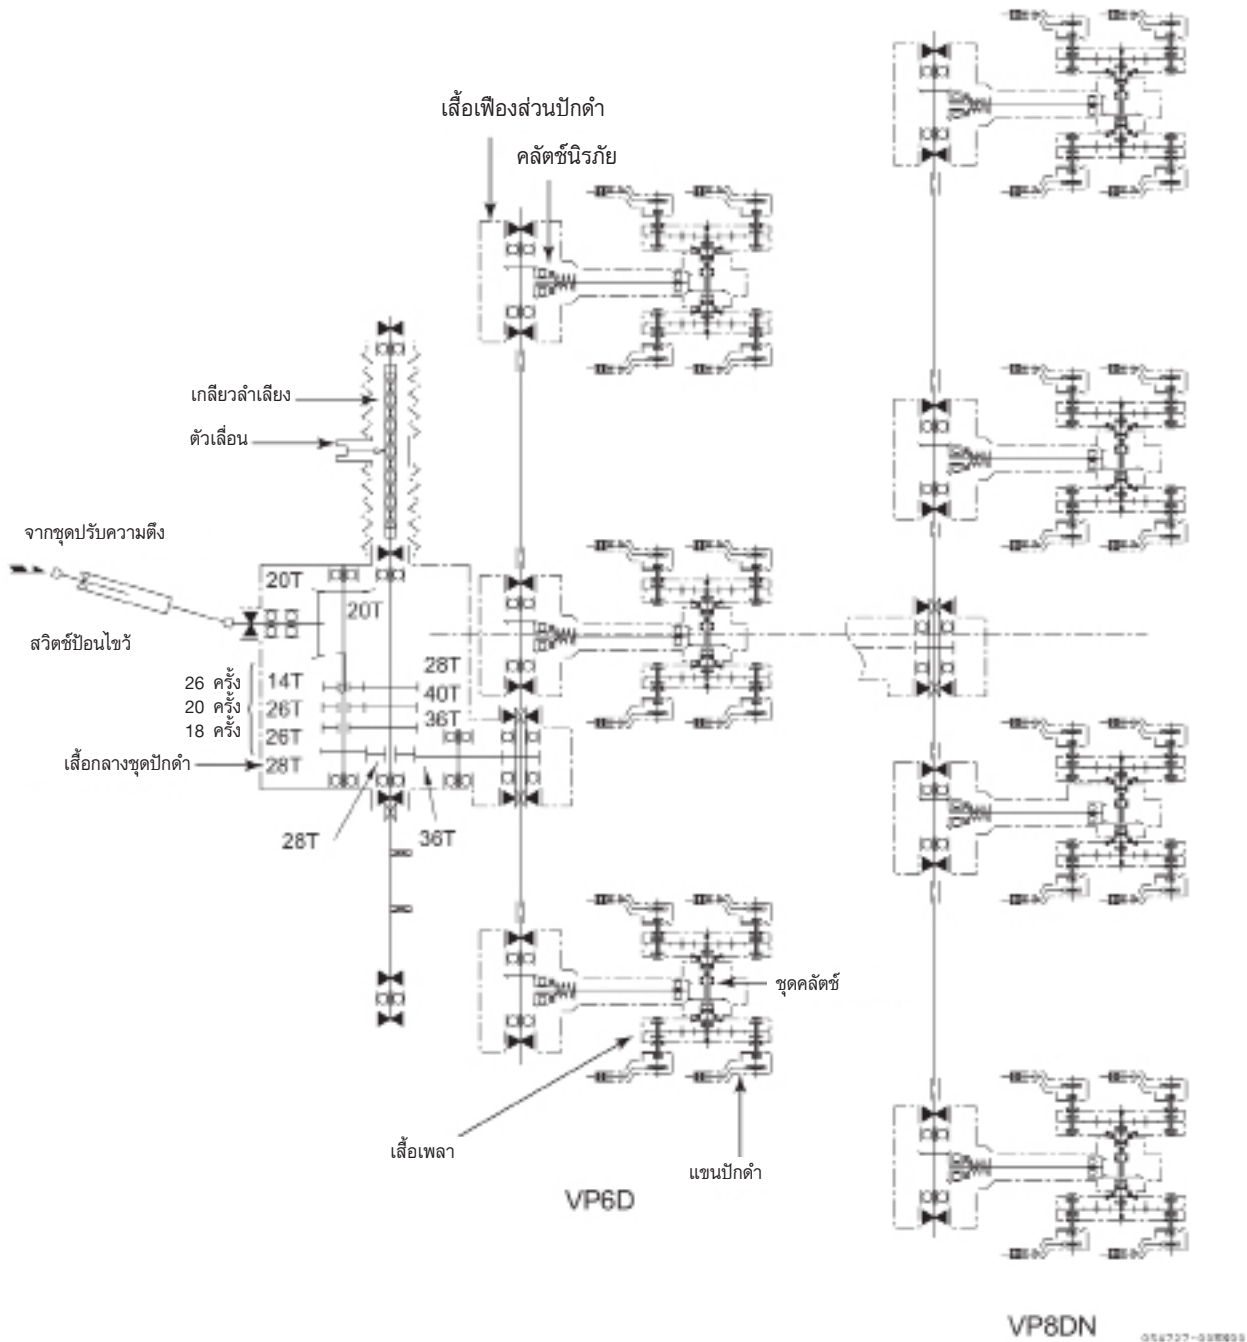 เสื้อเฟืองส่วนปักดำ
คลัตช์นิรภัย
เกลียวลำเลียง
ตัวเลื่อน
จากชุดปรับความตึง
20T
20T
สวิตช์ป้อนไขว้
28T
26 ครั้ง 14T
40T
20 ครั้ง 26T
36T
18 ครั้ง 26T
เสื้อกลางชุดปักดำ 28T
28T
36T
ชุดคลัตช์
เสื้อเพลา
แขนปักดำ
VP6D
VP8DN